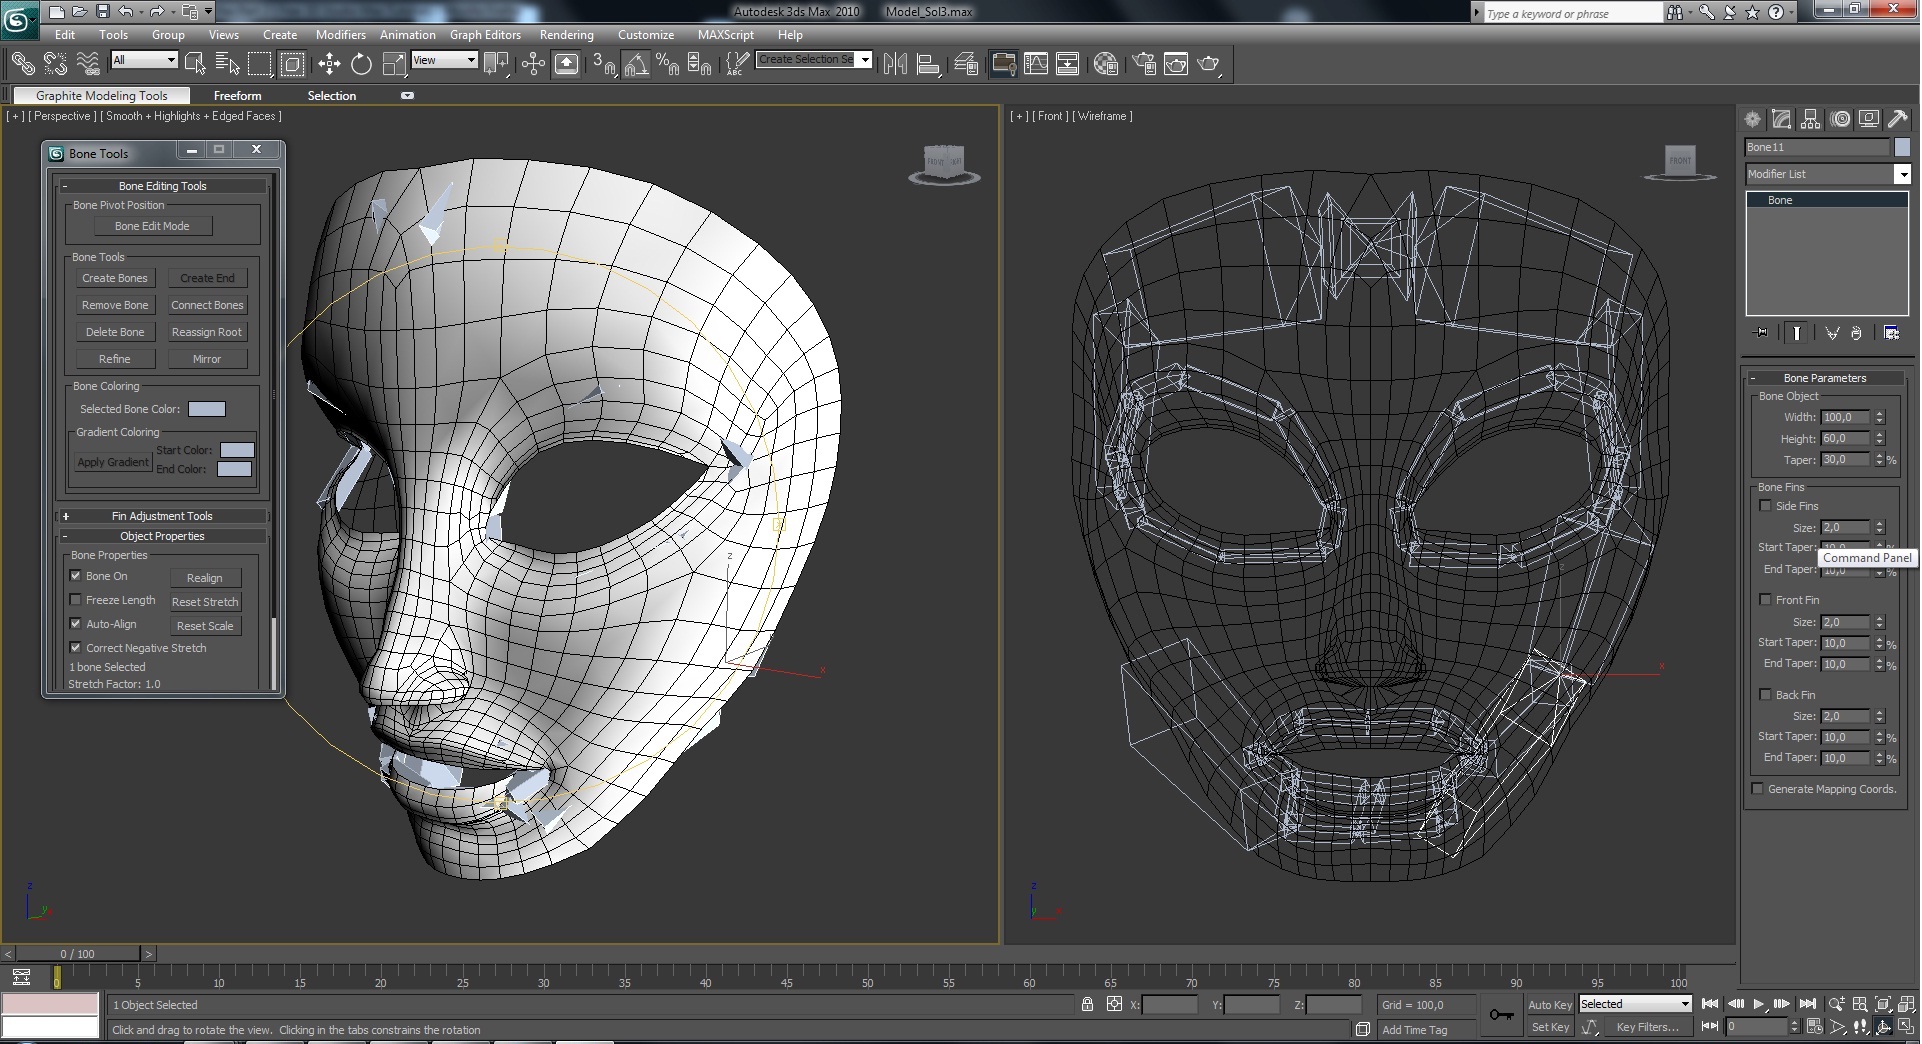 Autodesk 3ds Max 2010 Model_Sol3.max
Type a keyword or phrase
Edit Tools Group Views Create Modifiers Animation Graph Editors Rendering Customize MAXScript Help
All
View
3
ABC
Create Selection Se
Graphite Modeling Tools Freeform Selection
[ + ] [ Perspective ] [ Smooth + Highlights + Edged Faces ]
[ + ] [ Front ] [ Wireframe ]
Bone Tools
- Bone Editing Tools
Bone Pivot Position
Bone Edit Mode
Bone Tools
Create Bones Create End
Remove Bone Connect Bones
Delete Bone Reassign Root
Refine Mirror
Bone Coloring
Selected Bone Color:
Gradient Coloring
Start Color:
Apply Gradient
End Color:
+ Fin Adjustment Tools
- Object Properties
Bone Properties
Bone On Realign
Freeze Length Reset Stretch
Auto-Align Reset Scale
Correct Negative Stretch
1 bone Selected
Stretch Factor: 1.0
FRONT
FRONT
z
x
z
x
z
y
z
y
Bone11
Modifier List
Bone
- Bone Parameters
Bone Object
Width: 100,0
Height: 60,0
Taper: 30,0 %
Bone Fins
Side Fins
Size: 2,0
Start Taper: 10,0 %
Command Panel
End Taper: 10,0 %
Front Fin
Size: 2,0
Start Taper: 10,0 %
End Taper: 10,0 %
Back Fin
Size: 2,0
Start Taper: 10,0 %
End Taper: 10,0 %
Generate Mapping Coords.
< 0 / 100 >
0 5 10 15 20 25 30 35 40 45 50 55 60 65 70 75 80 85 90 95 100
1 Object Selected
X: Y: Z: Grid = 100,0
Auto Key Selected
Click and drag to rotate the view. Clicking in the tabs constrains the rotation
Add Time Tag
Set Key Key Filters... 0